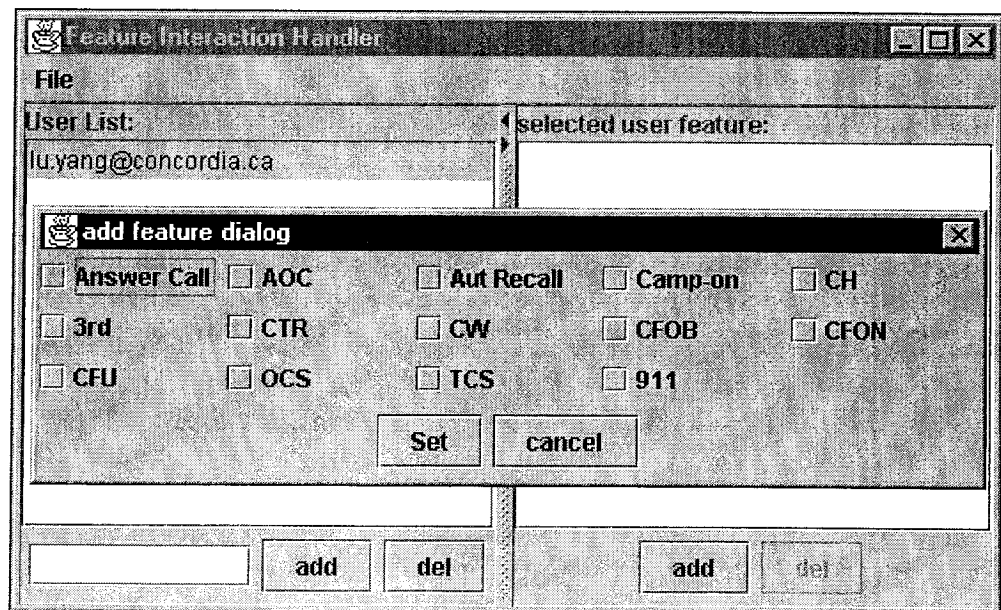 Feature Interaction Handler
File
User List:
selected user feature:
lu.yang@concordia.ca
add feature dialog
Answer Call AOC Aut Recall Camp-on CH
3rd CTR CW CFOB CFON
CFU OCS TCS 911
Set cancel
add del add del